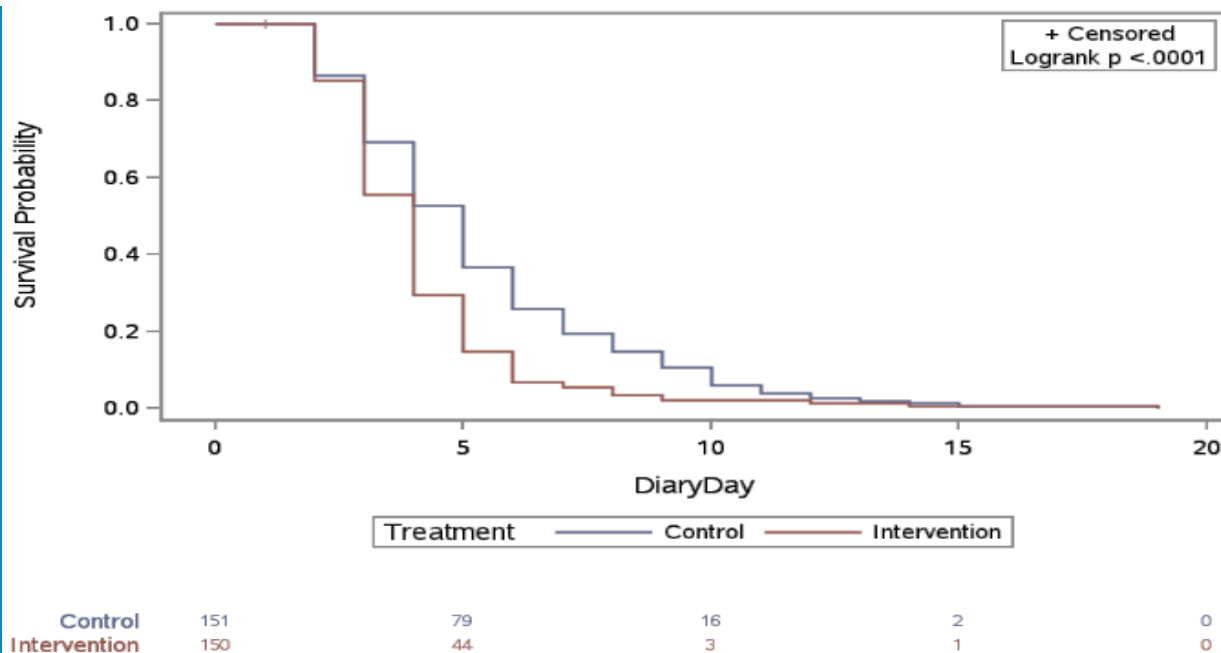 + Censored
Logrank p <.0001
Survival Probability
1.0
0.8
0.6
0.4
0.2
0.0
0 5 10 15 20
DiaryDay
Treatment Control Intervention
Control 151 79 16 2 0
Intervention 150 44 3 1 0